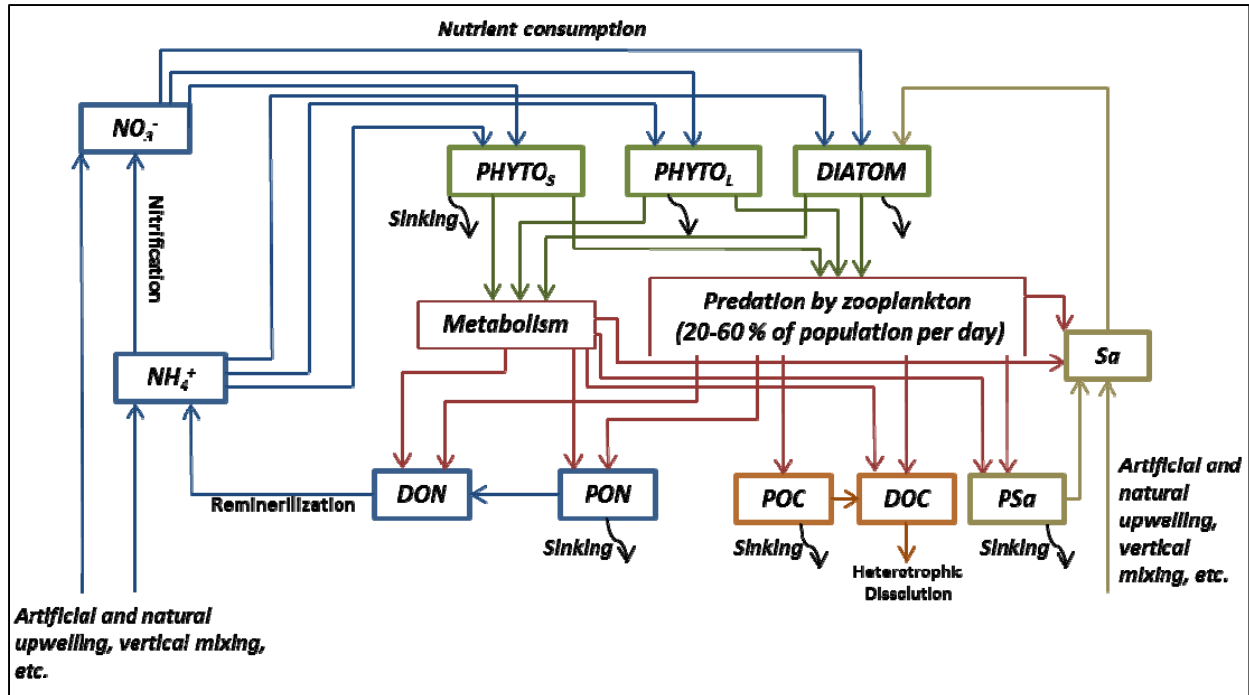 Nutrient consumption
NO₃⁻
PHYTO_S
PHYTO_L
DIATOM
Sinking
Nitrification
Predation by zooplankton
(20-60 % of population per day)
Metabolism
Sa
NH₄⁺
DON
PON
POC
DOC
PSa
Reminerilization
Sinking
Sinking
Sinking
Heterotrophic
Dissolution
Artificial and
natural
upwelling,
vertical
mixing, etc.
Artificial and natural
upwelling, vertical mixing,
etc.